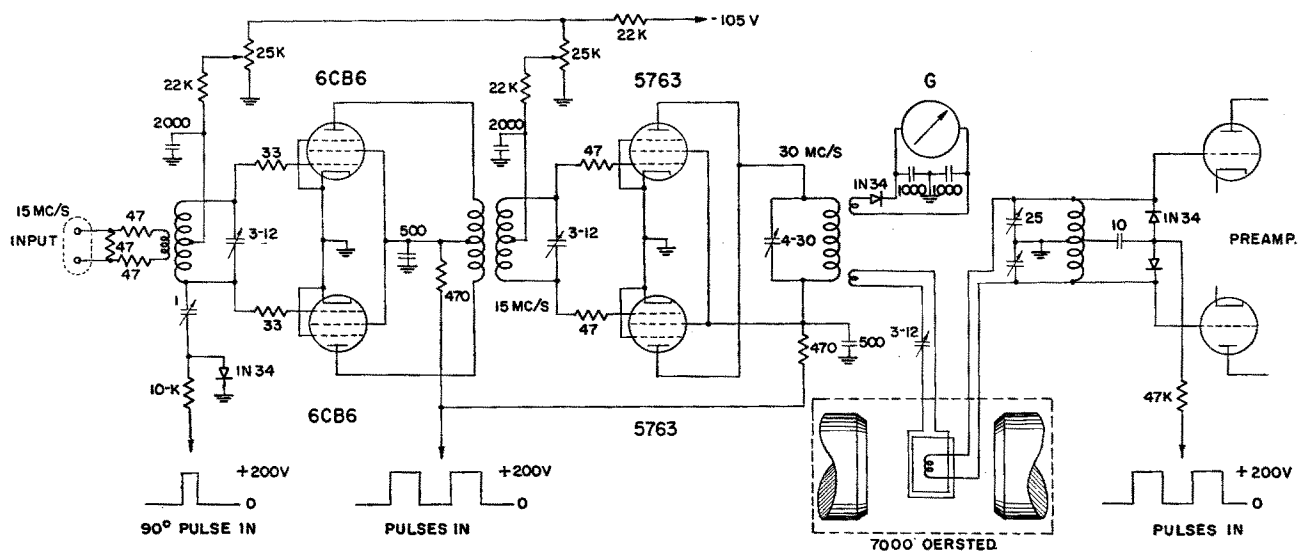 -105 V
22K
25K
25K
22K
22K
6CB6
5763
G
2000
2000
33
47
30 MC/S
1N34
1000
1000
15 MC/S
INPUT
47
47
47
3-12
500
3-12
4-30
25
10
1N34
PREAMP.
470
15 MC/S
1
33
47
470
500
3-12
1N34
10-K
47K
6CB6
5763
+200V
0
+200V
0
+200V
0
90° PULSE IN
PULSES IN
7000 OERSTED
PULSES IN